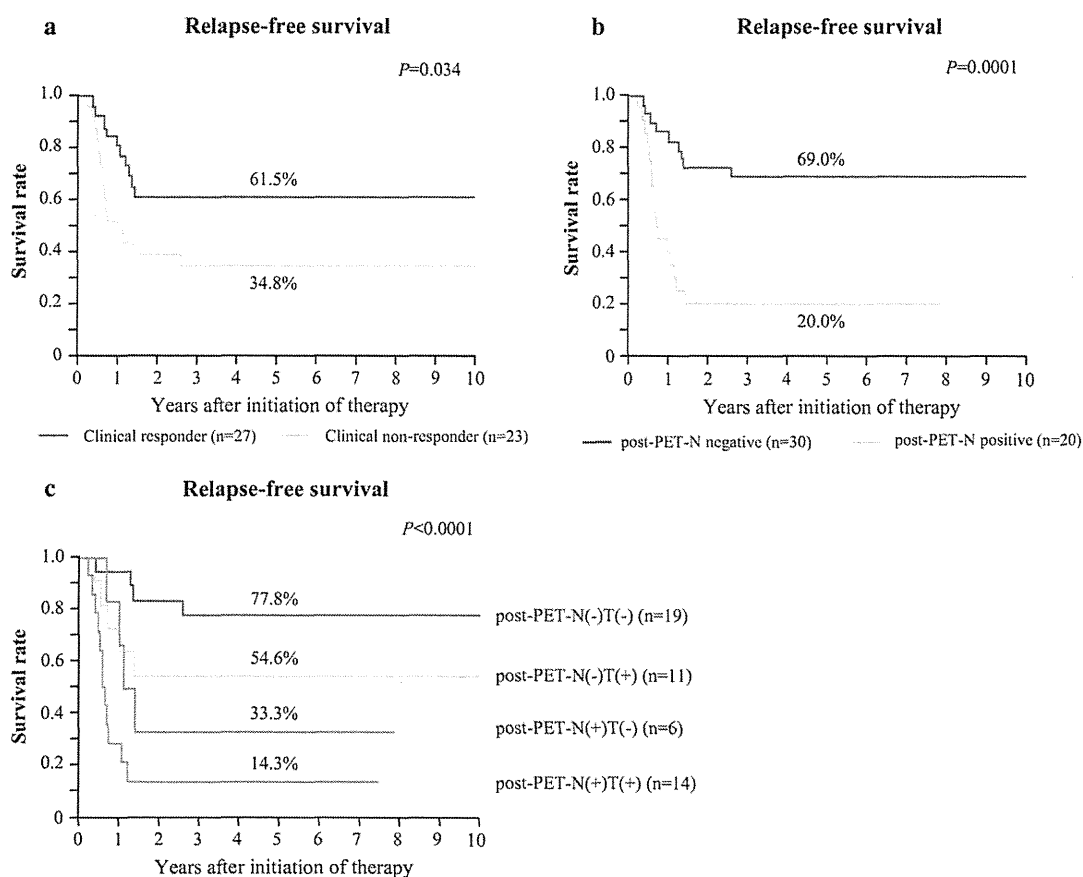 a
Relapse-free survival
P=0.034
1.0
0.8
0.6
0.4
0.2
0
Survival rate
61.5%
34.8%
0 1 2 3 4 5 6 7 8 9 10
Years after initiation of therapy
Clinical responder (n=27)
Clinical non-responder (n=23)
b
Relapse-free survival
P=0.0001
1.0
0.8
0.6
0.4
0.2
0
Survival rate
69.0%
20.0%
0 1 2 3 4 5 6 7 8 9 10
Years after initiation of therapy
post-PET-N negative (n=30)
post-PET-N positive (n=20)
c
Relapse-free survival
P<0.0001
1.0
0.8
0.6
0.4
0.2
0
Survival rate
77.8%
post-PET-N(-)T(-) (n=19)
54.6%
post-PET-N(-)T(+) (n=11)
33.3%
post-PET-N(+)T(-) (n=6)
14.3%
post-PET-N(+)T(+) (n=14)
0 1 2 3 4 5 6 7 8 9 10
Years after initiation of therapy